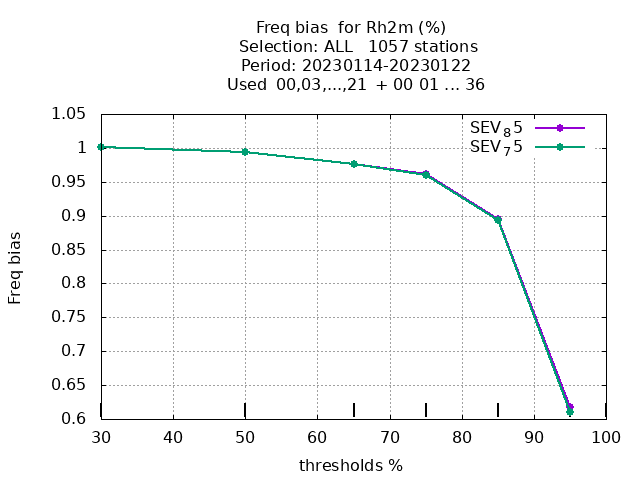 Freq bias  for Rh2m (%)
Selection: ALL   1057 stations
Period: 20230114-20230122
Used  00,03,...,21  + 00 01 ... 36
SEV₈5
SEV₇5
1.05
1
0.95
0.9
0.85
0.8
0.75
0.7
0.65
0.6
Freq bias
30 40 50 60 70 80 90 100
thresholds %